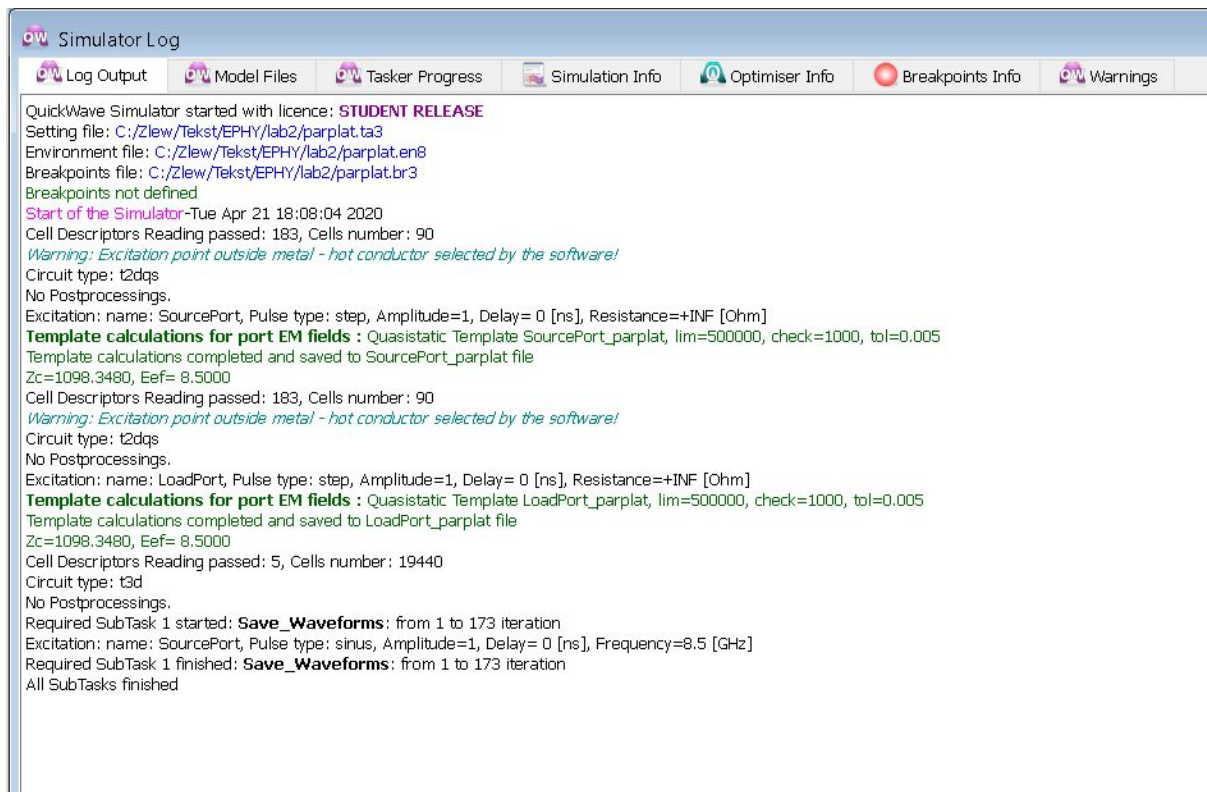 Simulator Log
Log Output Model Files Tasker Progress Simulation Info Optimiser Info Breakpoints Info Warnings
QuickWave Simulator started with licence: STUDENT RELEASE
Setting file: C:/Zlew/Tekst/EPHY/lab2/parplat.ta3
Environment file: C:/Zlew/Tekst/EPHY/lab2/parplat.en8
Breakpoints file: C:/Zlew/Tekst/EPHY/lab2/parplat.br3
Breakpoints not defined
Start of the Simulator-Tue Apr 21 18:08:04 2020
Cell Descriptors Reading passed: 183, Cells number: 90
Warning: Excitation point outside metal - hot conductor selected by the software!
Circuit type: t2dqs
No Postprocessings.
Excitation: name: SourcePort, Pulse type: step, Amplitude=1, Delay= 0 [ns], Resistance=+INF [Ohm]
Template calculations for port EM fields : Quasistatic Template SourcePort_parplat, lim=500000, check=1000, tol=0.005
Template calculations completed and saved to SourcePort_parplat file
Zc=1098.3480, Eef= 8.5000
Cell Descriptors Reading passed: 183, Cells number: 90
Warning: Excitation point outside metal - hot conductor selected by the software!
Circuit type: t2dqs
No Postprocessings.
Excitation: name: LoadPort, Pulse type: step, Amplitude=1, Delay= 0 [ns], Resistance=+INF [Ohm]
Template calculations for port EM fields : Quasistatic Template LoadPort_parplat, lim=500000, check=1000, tol=0.005
Template calculations completed and saved to LoadPort_parplat file
Zc=1098.3480, Eef= 8.5000
Cell Descriptors Reading passed: 5, Cells number: 19440
Circuit type: t3d
No Postprocessings.
Required SubTask 1 started: Save_Waveforms: from 1 to 173 iteration
Excitation: name: SourcePort, Pulse type: sinus, Amplitude=1, Delay= 0 [ns], Frequency=8.5 [GHz]
Required SubTask 1 finished: Save_Waveforms: from 1 to 173 iteration
All SubTasks finished